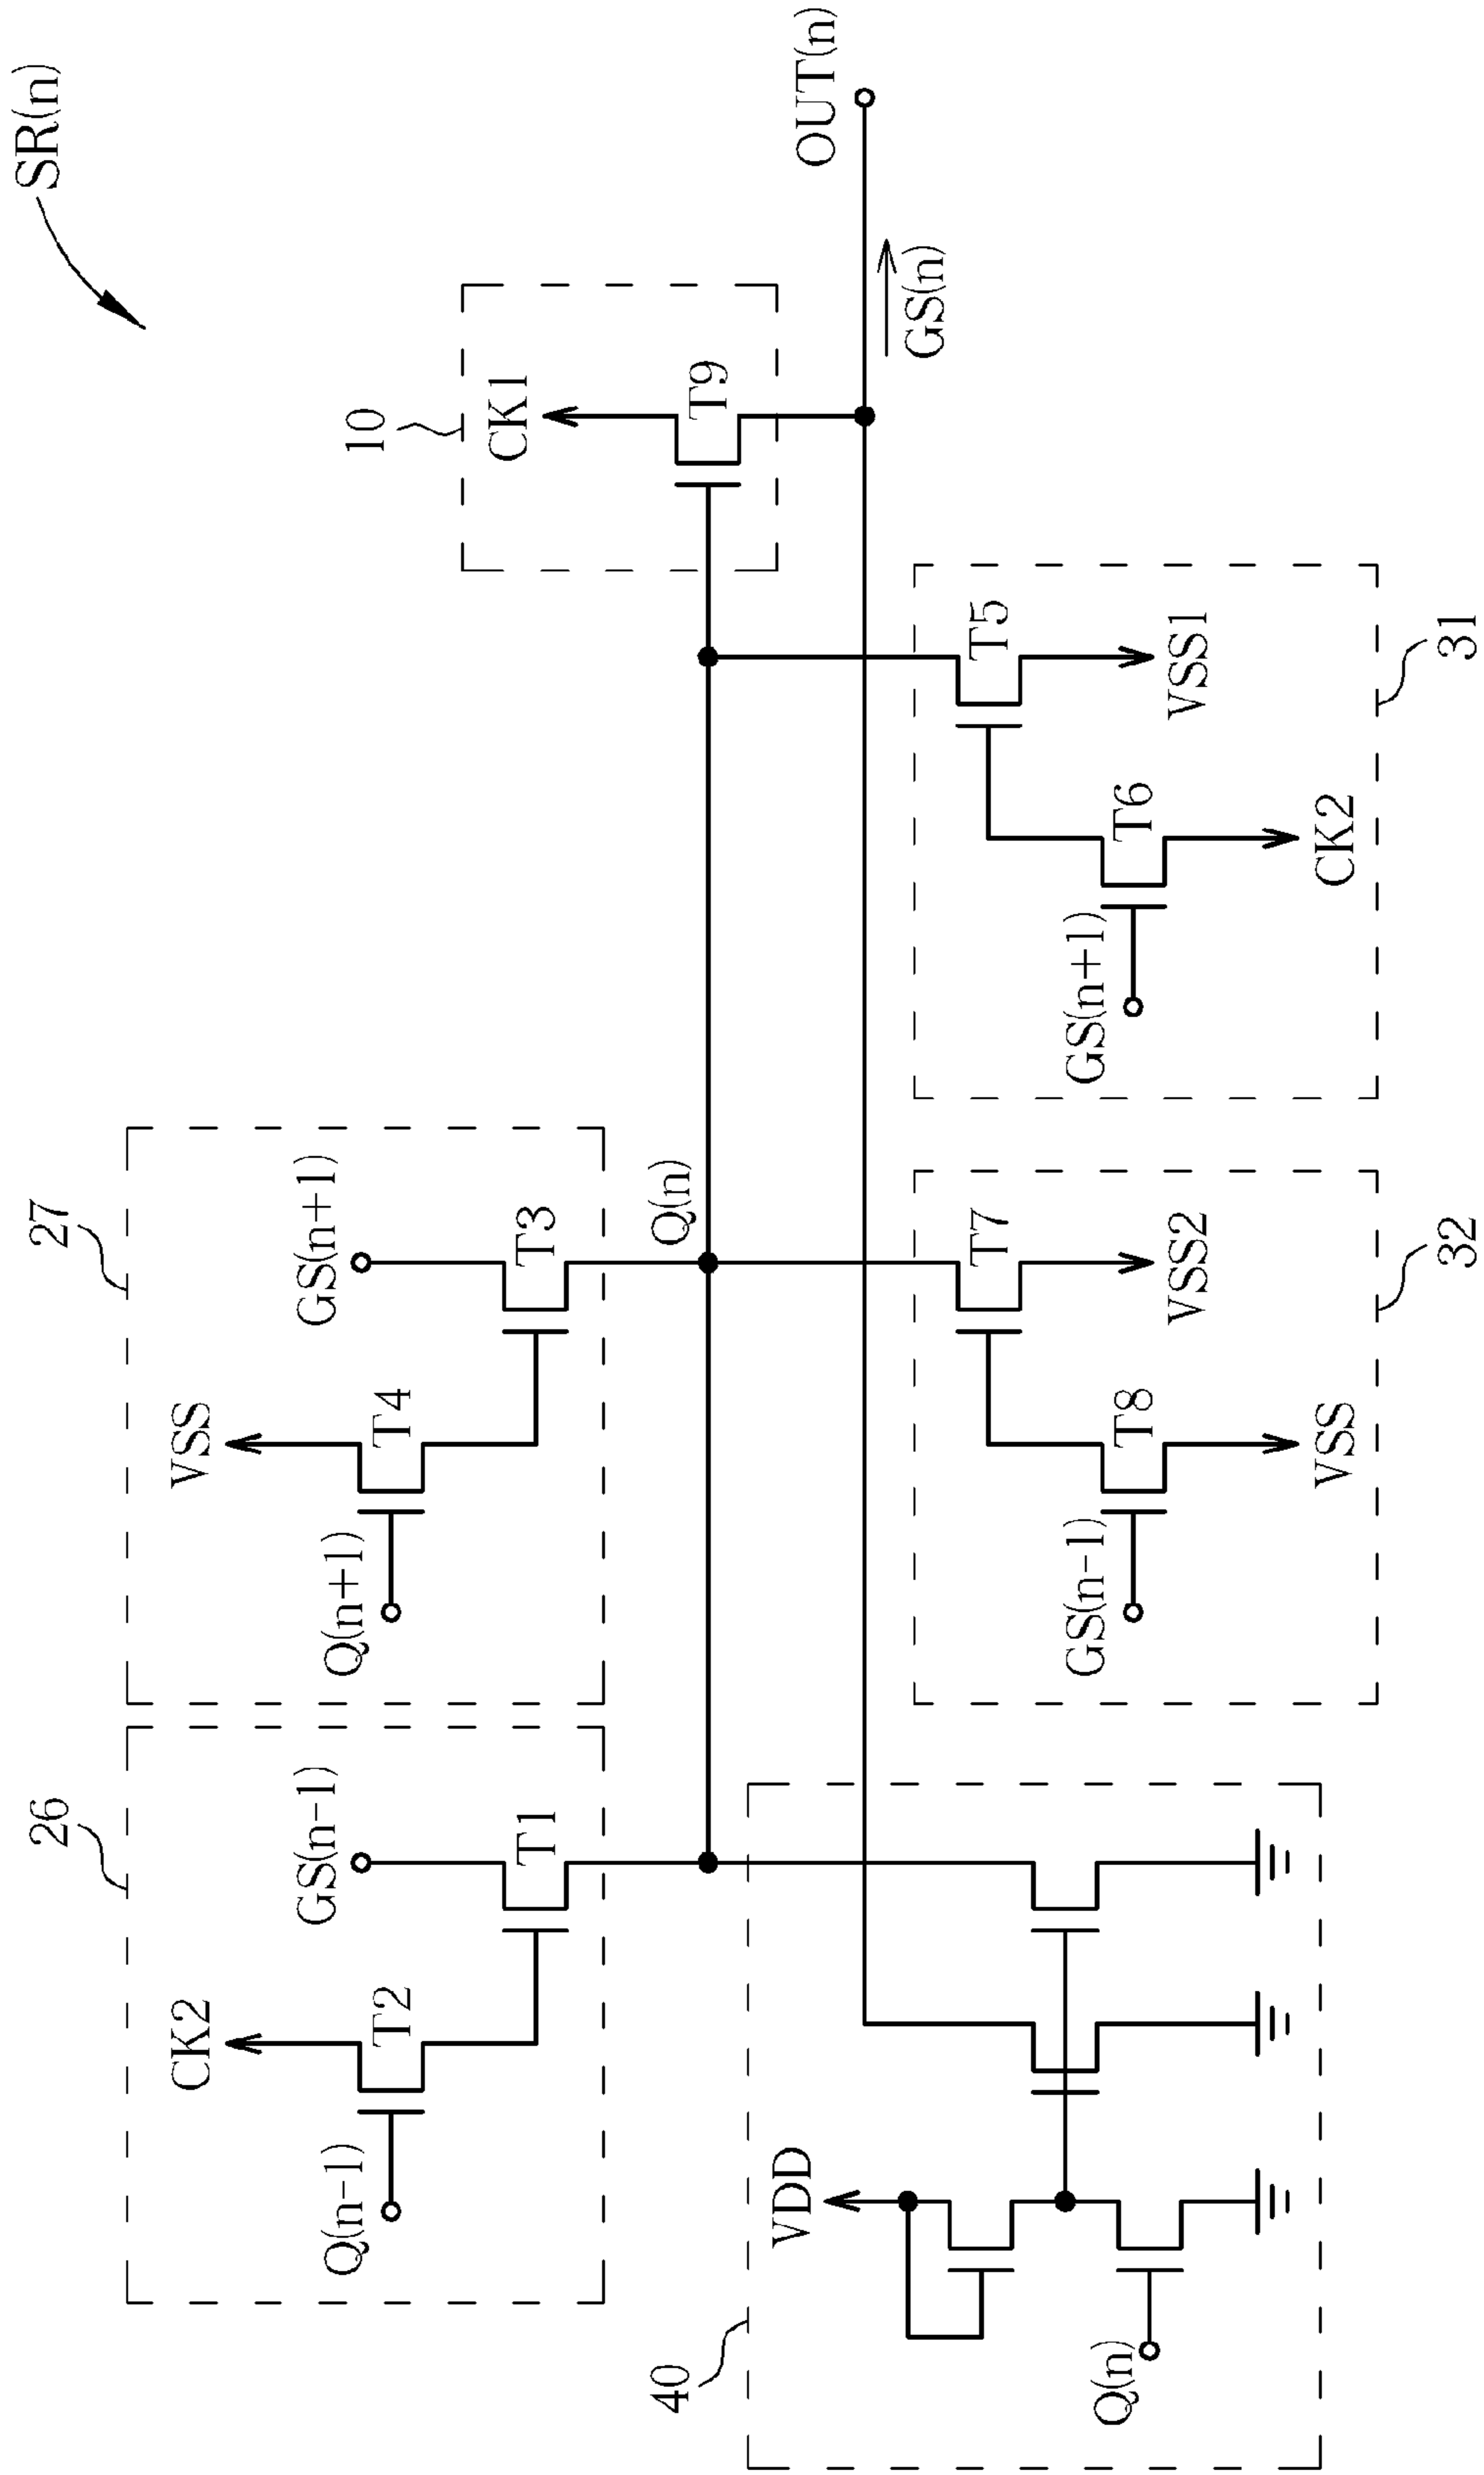 SR(n)
26
27
CK2
VSS
GS(n-1)
GS(n+1)
10
Q(n-1)
T2
Q(n+1)
T4
CK1
T1
T3
40
Q(n)
T9
VDD
OUT(n)
GS(n)
T7
T5
GS(n-1)
T8
GS(n+1)
T6
Q(n)
VSS2
VSS1
VSS
CK2
32
31